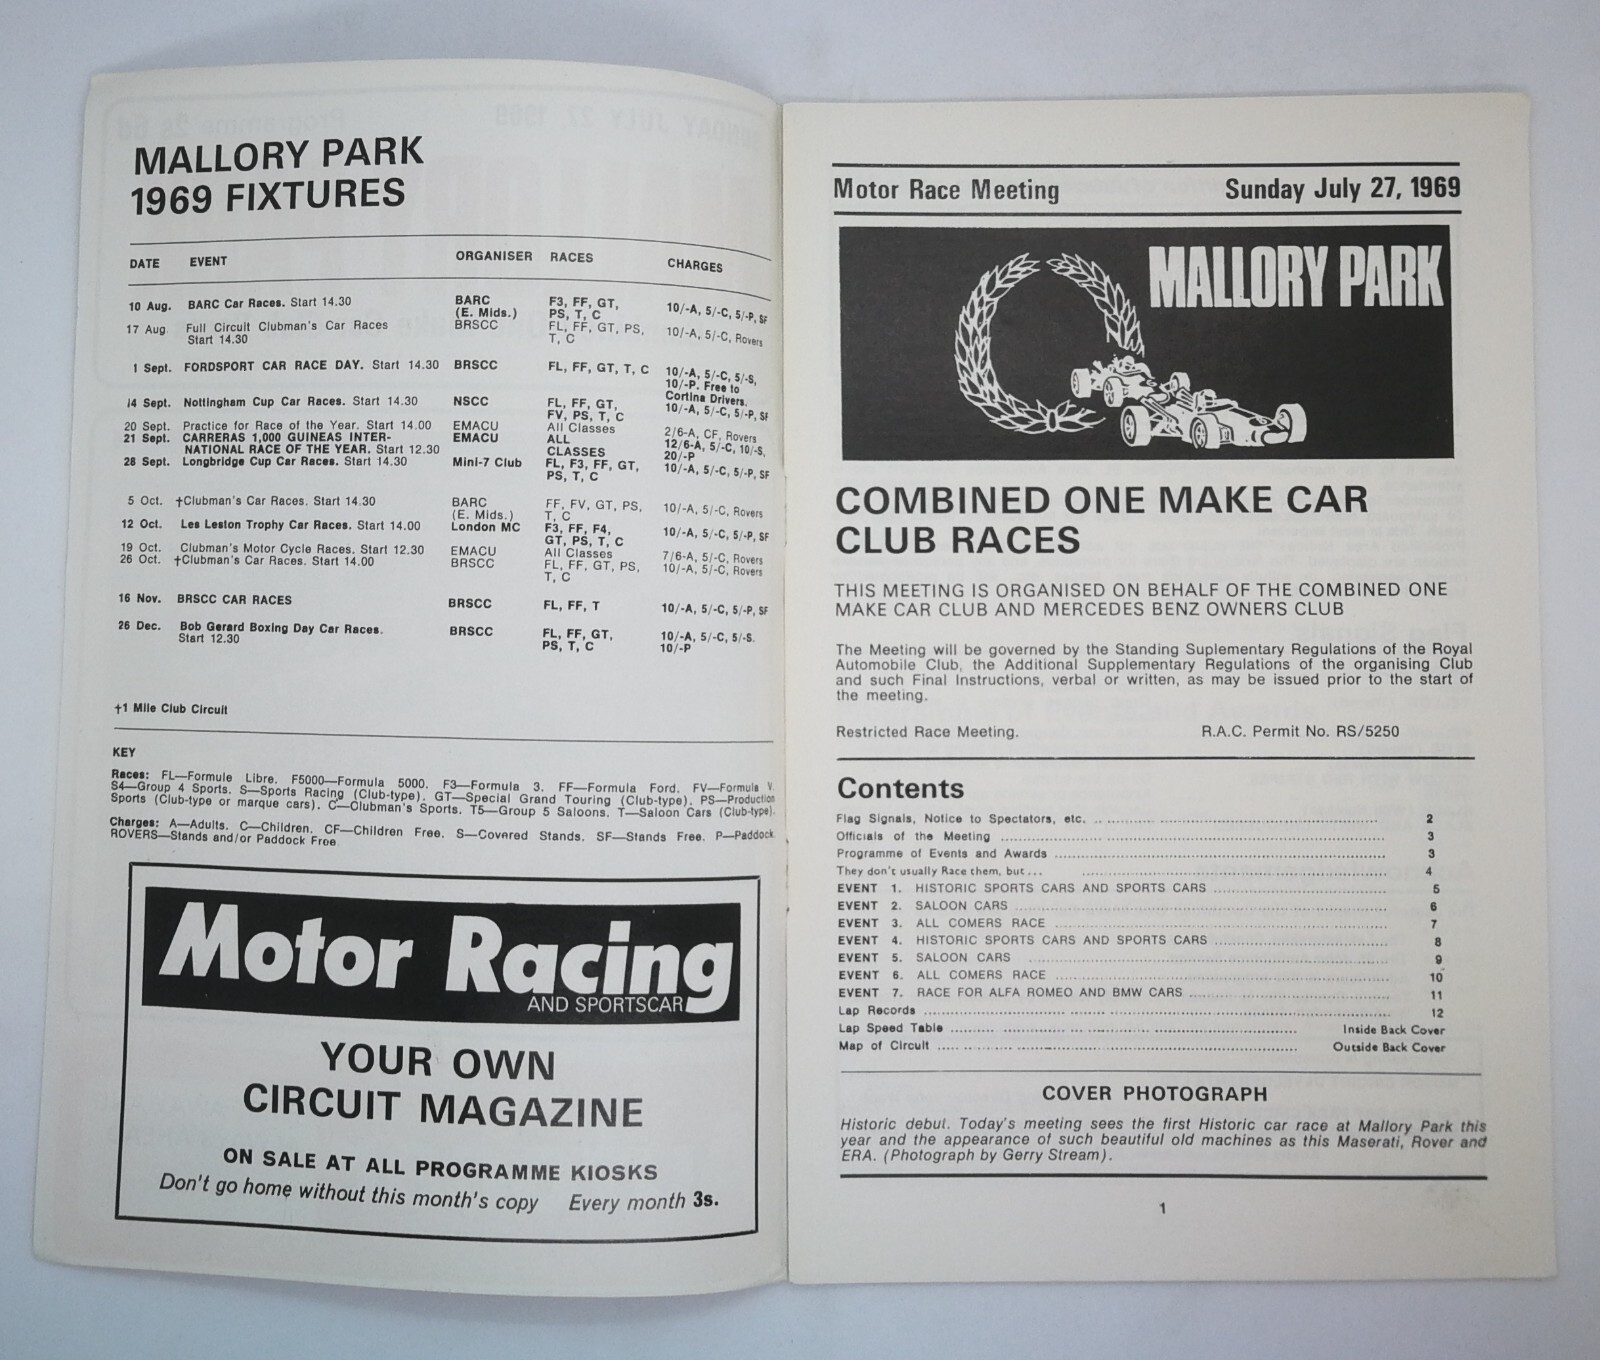 MALLORY PARK
1969 FIXTURES
DATE EVENT ORGANISER RACES CHARGES
10 Aug. BARC Car Races. Start 14.30 BARC F3, FF, GT, 10/-A, 5/-C, 5/-P, SF
(E. Mids.) PS, T, C
17 Aug. Full Circuit Clubman's Car Races BRSCC FL, FF, GT, PS, 10/-A, 5/-C, Rovers
Start 14.30 T, C
1 Sept. FORDSPORT CAR RACE DAY. Start 14.30 BRSCC FL, FF, GT, T, C 10/-A, 5/-C, 5/-S,
10/-P. Free to
Cortina Drivers.
14 Sept. Nottingham Cup Car Races. Start 14.30 NSCC FL, FF, GT, 10/-A, 5/-C, 5/-P, SF
FV, PS, T, C
20 Sept. Practice for Race of the Year. Start 14.00 EMACU All Classes 2/6-A, CF, Rovers
21 Sept. CARRERAS 1,000 GUINEAS INTER- EMACU ALL 12/6-A, 5/-C, 10/-S,
NATIONAL RACE OF THE YEAR. Start 12.30 CLASSES 20/-P
28 Sept. Longbridge Cup Car Races. Start 14.30 Mini-7 Club FL, F3, FF, GT, 10/-A, 5/-C, 5/-P, SF
PS, T, C
5 Oct. †Clubman's Car Races. Start 14.30 BARC FF, FV, GT, PS, 10/-A, 5/-C, Rovers
(E. Mids.) T, C
12 Oct. Les Leston Trophy Car Races. Start 14.00 London MC F3, FF, F4, 10/-A, 5/-C, 5/-P, SF
GT, PS, T, C
19 Oct. Clubman's Motor Cycle Races. Start 12.30 EMACU All Classes 7/6-A, 5/-C, Rovers
26 Oct. †Clubman's Car Races. Start 14.00 BRSCC FL, FF, GT, PS, 10/-A, 5/-C, Rovers
T, C
16 Nov. BRSCC CAR RACES BRSCC FL, FF, T 10/-A, 5/-C, 5/-P, SF
26 Dec. Bob Gerard Boxing Day Car Races. BRSCC FL, FF, GT, 10/-A, 5/-C, 5/-S.
Start 12.30 PS, T, C 10/-P
†1 Mile Club Circuit
KEY
Races: FL—Formule Libre. F5000—Formula 5000. F3—Formula 3. FF—Formula Ford. FV—Formula V.
S4—Group 4 Sports. S—Sports Racing (Club-type). GT—Special Grand Touring (Club-type). PS—Production
Sports (Club-type or marque cars). C—Clubman's Sports. T5—Group 5 Saloons. T—Saloon Cars (Club-type).
Charges: A—Adults. C—Children. CF—Children Free. S—Covered Stands. SF—Stands Free. P—Paddock
ROVERS—Stands and/or Paddock Free
Motor Racing
AND SPORTSCAR
YOUR OWN
CIRCUIT MAGAZINE
ON SALE AT ALL PROGRAMME KIOSKS
Don't go home without this month's copy Every month 3s.
Motor Race Meeting Sunday July 27, 1969
MALLORY PARK
COMBINED ONE MAKE CAR
CLUB RACES
THIS MEETING IS ORGANISED ON BEHALF OF THE COMBINED ONE
MAKE CAR CLUB AND MERCEDES BENZ OWNERS CLUB
The Meeting will be governed by the Standing Suplementary Regulations of the Royal
Automobile Club, the Additional Supplementary Regulations of the organising Club
and such Final Instructions, verbal or written, as may be issued prior to the start of
the meeting.
Restricted Race Meeting. R.A.C. Permit No. RS/5250
Contents
Flag Signals, Notice to Spectators, etc. 2
Officials of the Meeting 3
Programme of Events and Awards 3
They don't usually Race them, but ... 4
EVENT 1. HISTORIC SPORTS CARS AND SPORTS CARS 5
EVENT 2. SALOON CARS 6
EVENT 3. ALL COMERS RACE 7
EVENT 4. HISTORIC SPORTS CARS AND SPORTS CARS 8
EVENT 5. SALOON CARS 9
EVENT 6. ALL COMERS RACE 10
EVENT 7. RACE FOR ALFA ROMEO AND BMW CARS 11
Lap Records 12
Lap Speed Table Inside Back Cover
Map of Circuit Outside Back Cover
COVER PHOTOGRAPH
Historic debut. Today's meeting sees the first Historic car race at Mallory Park this
year and the appearance of such beautiful old machines as this Maserati, Rover and
ERA. (Photograph by Gerry Stream).
1